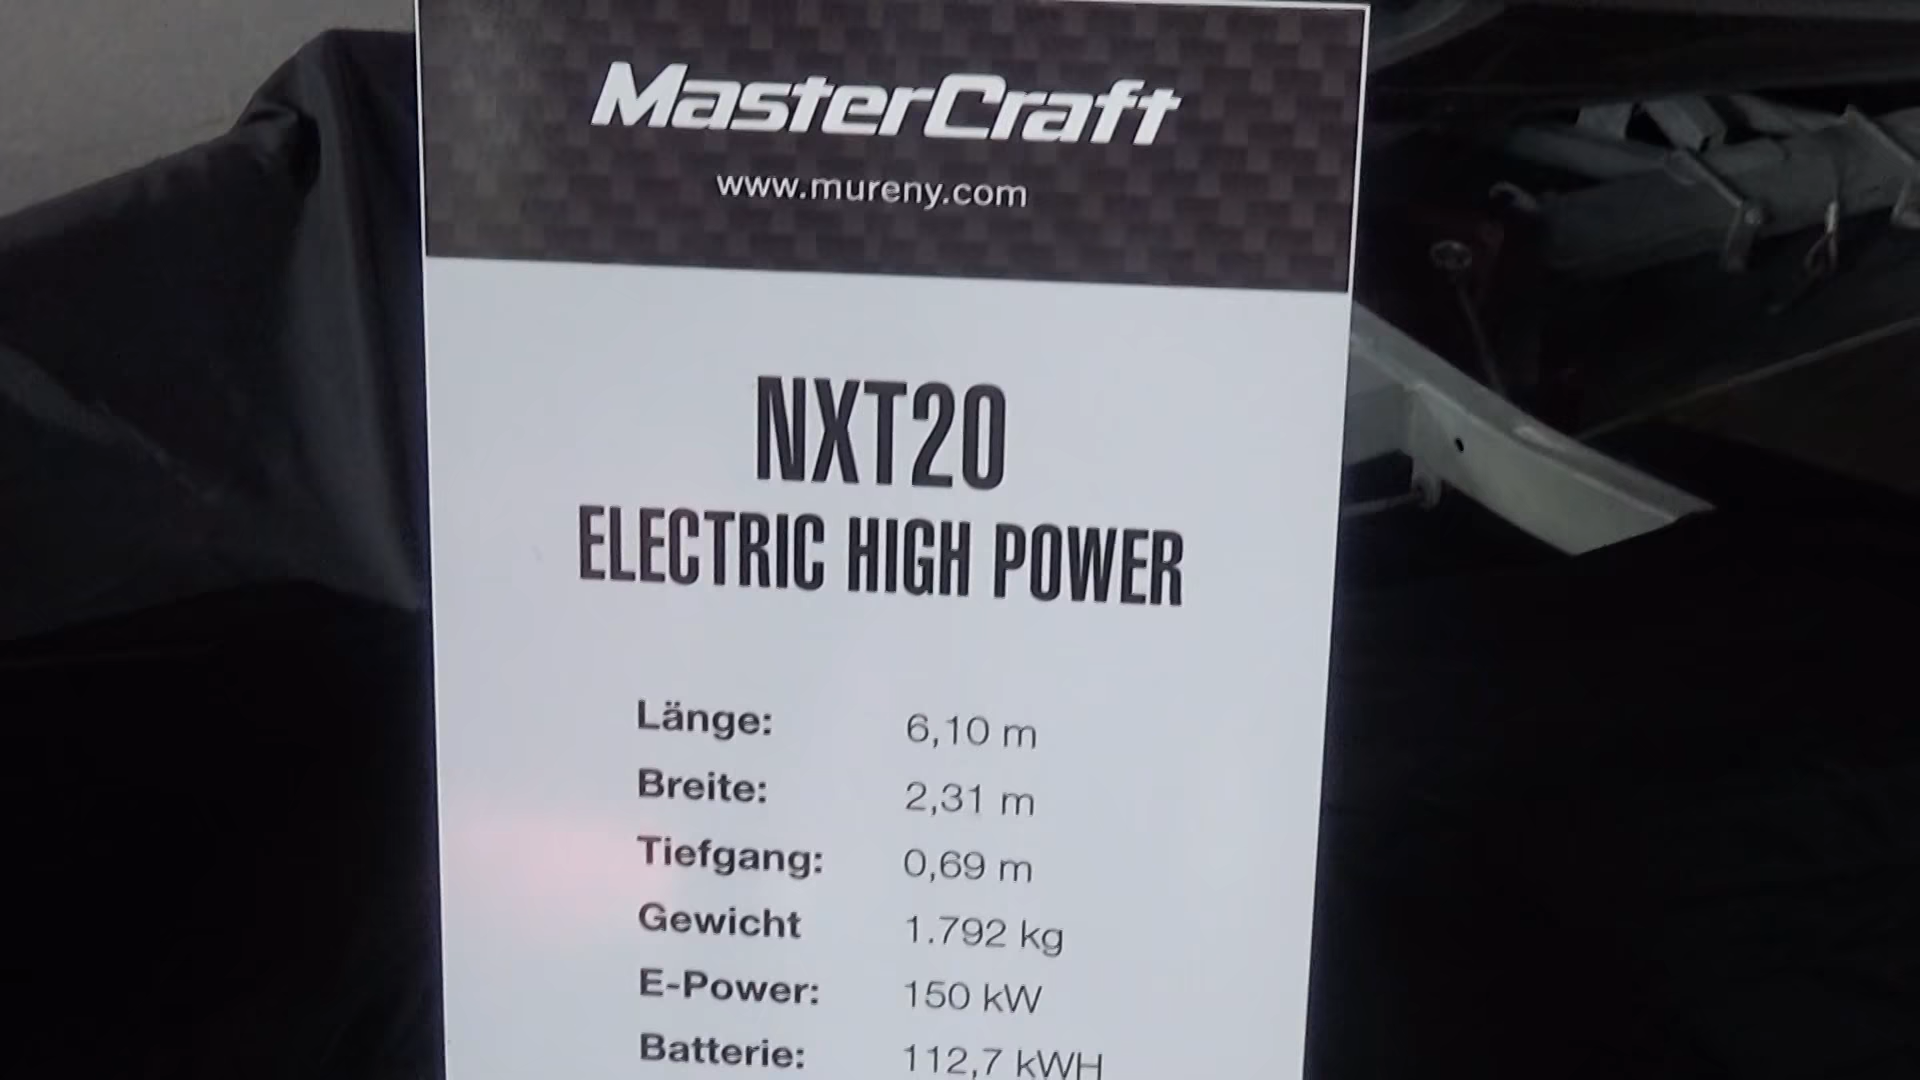 MasterCraft
www.mureny.com
NXT20
ELECTRIC HIGH POWER
Länge: 6,10 m
Breite: 2,31 m
Tiefgang: 0,69 m
Gewicht 1.792 kg
E-Power: 150 kW
Batterie: 112,7 kWH